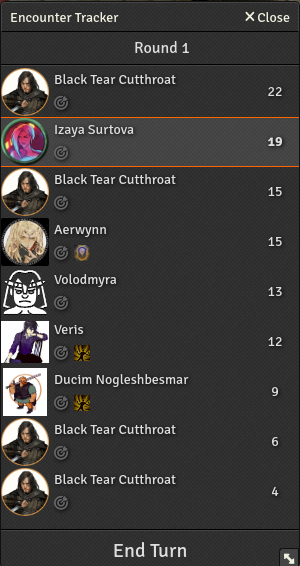 Encounter Tracker
Close
Round 1
Black Tear Cutthroat 22
Izaya Surtova 19
Black Tear Cutthroat 15
Aerwynn 15
Volodmyra 13
Veris 12
Ducim Nogleshbesmar 9
Black Tear Cutthroat 6
Black Tear Cutthroat 4
End Turn